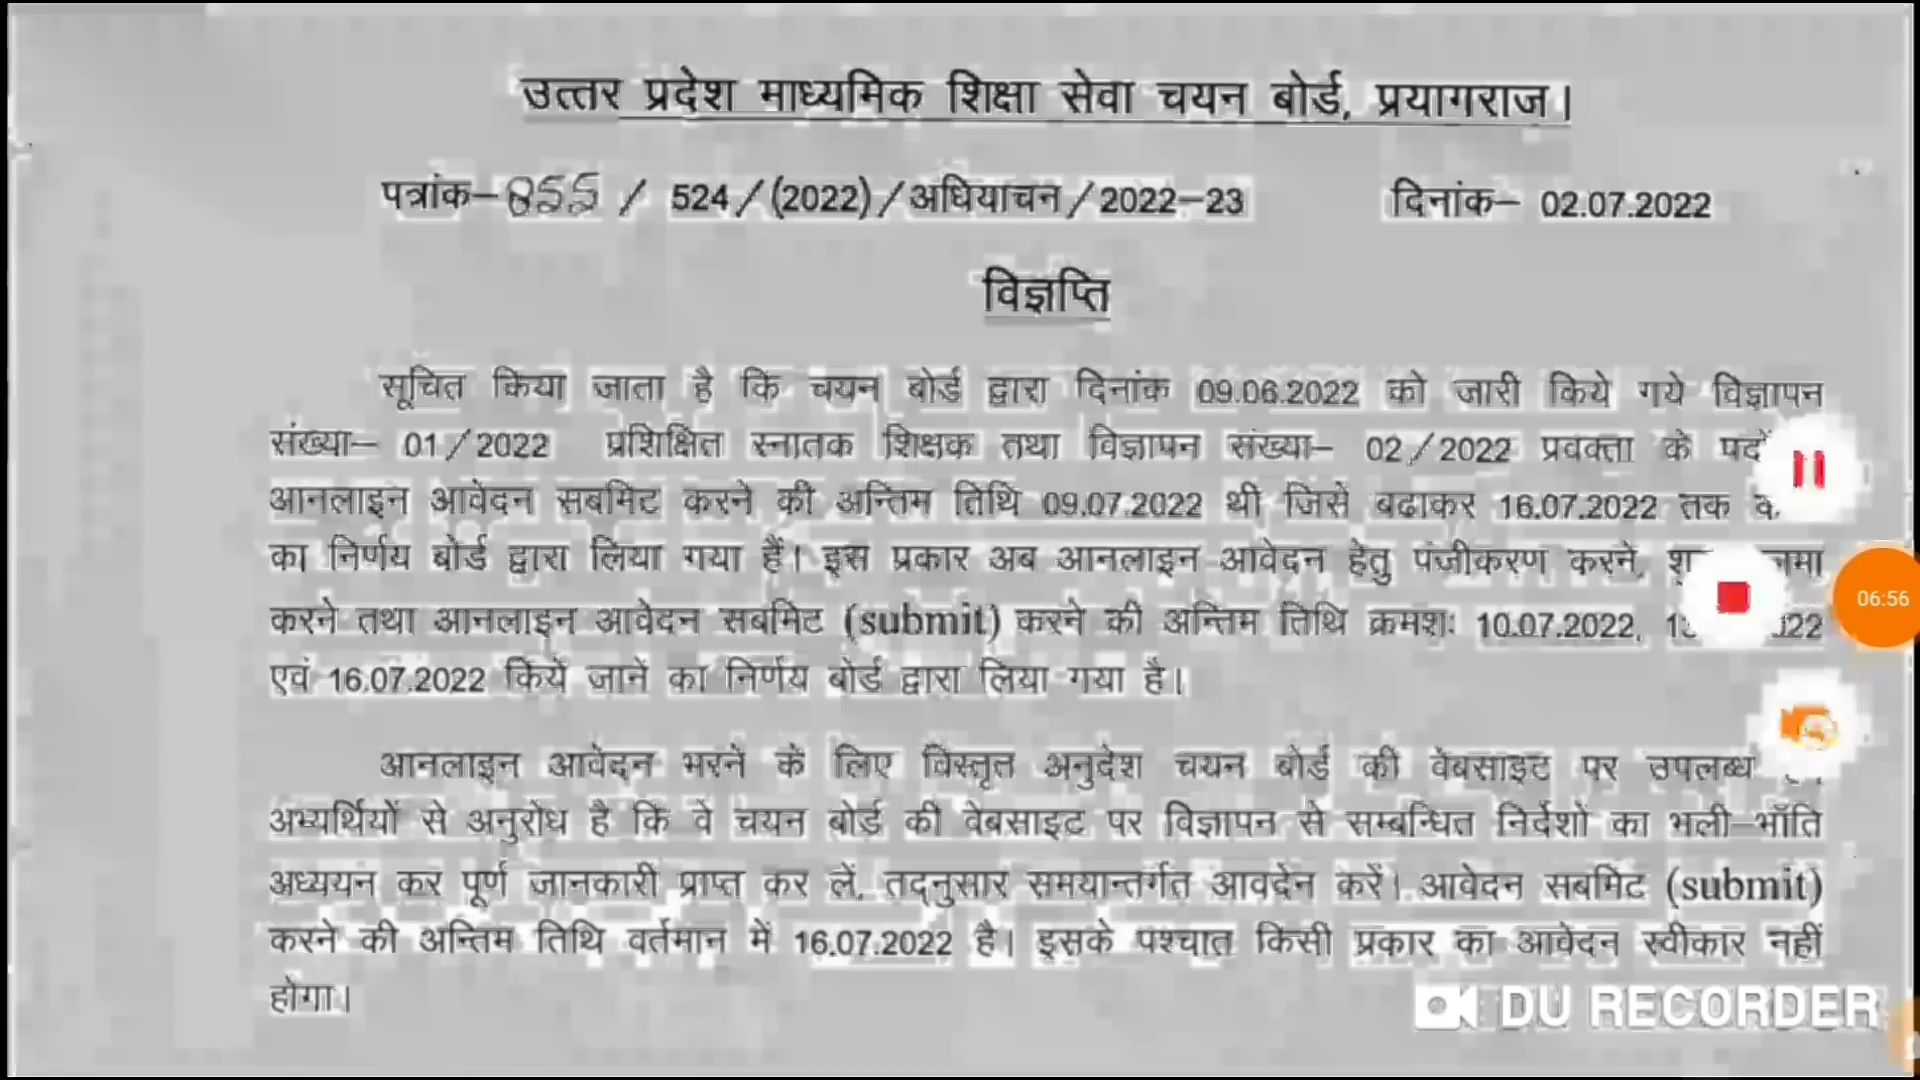 उत्तर प्रदेश माध्यमिक शिक्षा सेवा चयन बोर्ड, प्रयागराज।
पत्रांक–855 / 524/(2022)/अधियाचन/2022–23 दिनांक– 02.07.2022
विज्ञप्ति
सूचित किया जाता है कि चयन बोर्ड द्वारा दिनांक 09.06.2022 को जारी किये गये विज्ञापन
संख्या– 01/2022 प्रशिक्षित स्नातक शिक्षक तथा विज्ञापन संख्या– 02/2022 प्रवक्ता के
आनलाइन आवेदन सबमिट करने की अन्तिम तिथि 09.07.2022 थी जिसे बढाकर 16.07.2022 तक
का निर्णय बोर्ड द्वारा लिया गया हैं। इस प्रकार अब आनलाइन आवेदन हेतु पंजीकरण करने,
करने तथा आनलाइन आवेदन सबमिट (submit) करने की अन्तिम तिथि क्रमशः 10.07.2022,
एवं 16.07.2022 किये जाने का निर्णय बोर्ड द्वारा लिया गया है।
आनलाइन आवेदन भरने के लिए विस्तृत अनुदेश चयन बोर्ड की वेबसाइट पर उपलब्ध
अभ्यर्थियों से अनुरोध है कि वे चयन बोर्ड की वेबसाइट पर विज्ञापन से सम्बन्धित निर्देशो का भली–भॉति
अध्ययन कर पूर्ण जानकारी प्राप्त कर लें, तद्नुसार समयान्तर्गत आवदेन करें। आवेदन सबमिट (submit)
करने की अन्तिम तिथि वर्तमान में 16.07.2022 है। इसके पश्चात किसी प्रकार का आवेदन स्वीकार नहीं
होगा।
06:56
DU RECORDER